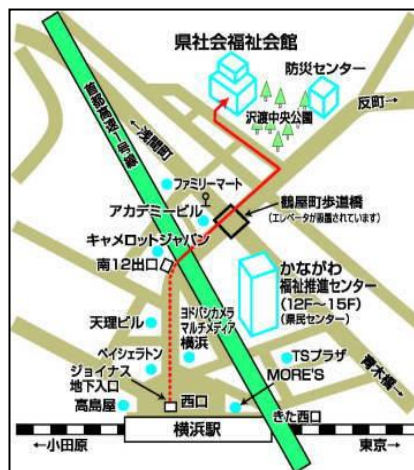 県社会福祉会館
防災センター
沢渡中央公園
反町
首都高速1号線
←浅間町
ファミリーマート
アカデミービル
鶴屋町歩道橋
(エレベータが設置されています)
キャメロットジャパン
南12出口
かながわ
福祉推進センター
(12F~15F)
(県民センター)
天理ビル
ヨドバシカメラ
マルチメディア
横浜
ベイシェラトン
ジョイナス
地下入口
TSプラザ
青木線
高島屋
西口
MORE'S
きた西口
横浜駅
←小田原
東京→